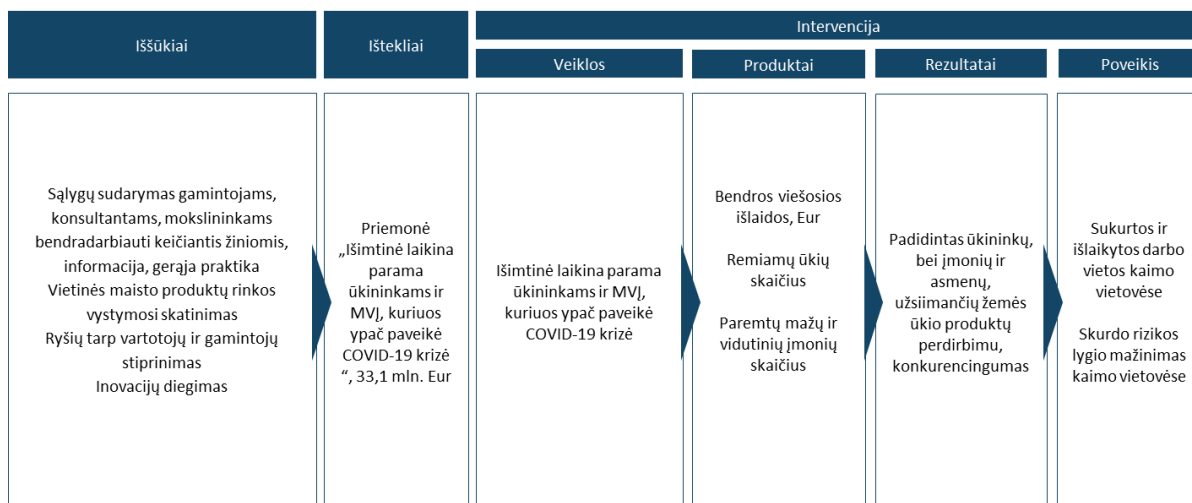 Iššūkiai
Ištekliai
Intervencija
Veiklos
Produktai
Rezultatai
Poveikis
Sąlygų sudarymas gamintojams,
konsultantams, mokslininkams
bendradarbiauti keičiantis žiniomis,
informacija, gerąja praktika
Vietinės maisto produktų rinkos
vystymosi skatinimas
Ryšių tarp vartotojų ir gamintojų
stiprinimas
Inovacijų diegimas
Priemonė
„Išimtinė laikina
parama
ūkininkams ir
MVĮ, kuriuos
ypač paveikė
COVID-19 krizė
“, 33,1 mln. Eur
Išimtinė laikina parama
ūkininkams ir MVĮ,
kuriuos ypač paveikė
COVID-19 krizė
Bendros viešosios
išlaidos, Eur
Remiamų ūkių
skaičius
Paremtų mažų ir
vidutinių įmonių
skaičius
Padidintas ūkininkų,
bei įmonių ir
asmenų,
užsiimančių žemės
ūkio produktų
perdirbimu,
konkurencingumas
Sukurtos ir
išlaikytos darbo
vietos kaimo
vietovėse
Skurdo rizikos
lygio mažinimas
kaimo vietovėse